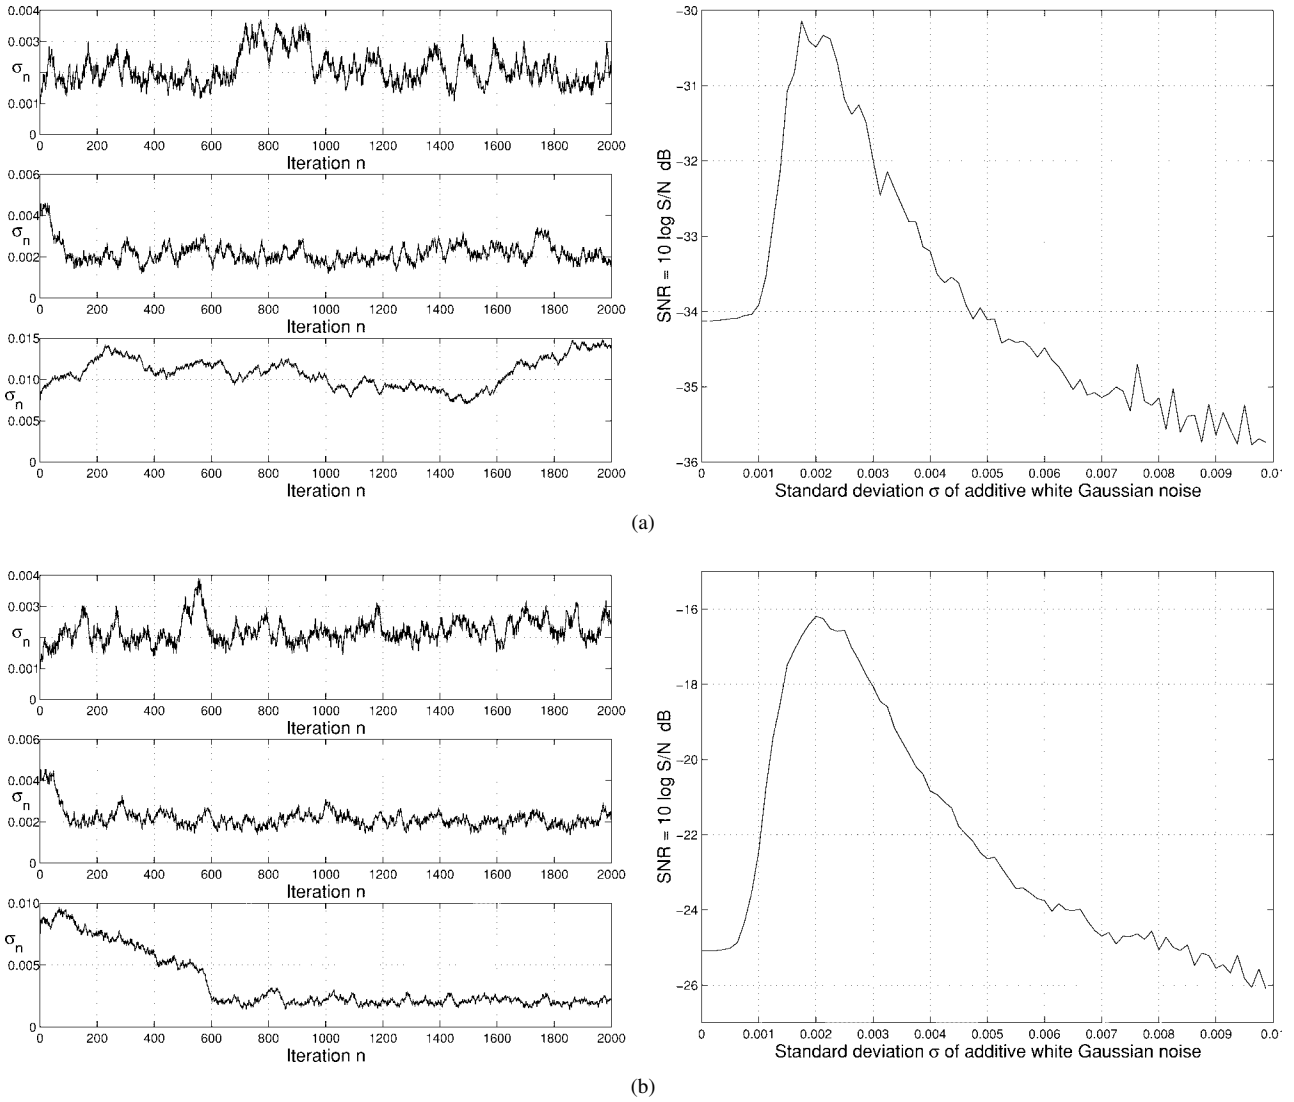 0.004
0.003
0.001
0
σn
0 200 400 600 800 1000 1200 1400 1600 1800 2000
Iteration n
0.006
0.004
0.002
0
σn
0 200 400 600 800 1000 1200 1400 1600 1800 2000
Iteration n
0.015
0.010
0.005
0
σn
0 200 400 600 800 1000 1200 1400 1600 1800 2000
Iteration n
−30
−31
−32
−33
−34
−35
−36
SNR = 10 log S/N dB
0 0.001 0.002 0.003 0.004 0.005 0.006 0.007 0.008 0.009 0.01
Standard deviation σ of additive white Gaussian noise
(a)
0.004
0.003
0.001
0
σn
0 200 400 600 800 1000 1200 1400 1600 1800 2000
Iteration n
0.006
0.004
0.002
0
σn
0 200 400 600 800 1000 1200 1400 1600 1800 2000
Iteration n
0.010
0.005
0
σn
0 200 400 600 800 1000 1200 1400 1600 1800 2000
Iteration n
−16
−18
−20
−22
−24
−26
SNR = 10 log S/N dB
0 0.001 0.002 0.003 0.004 0.005 0.006 0.007 0.008 0.009 0.01
Standard deviation σ of additive white Gaussian noise
(b)